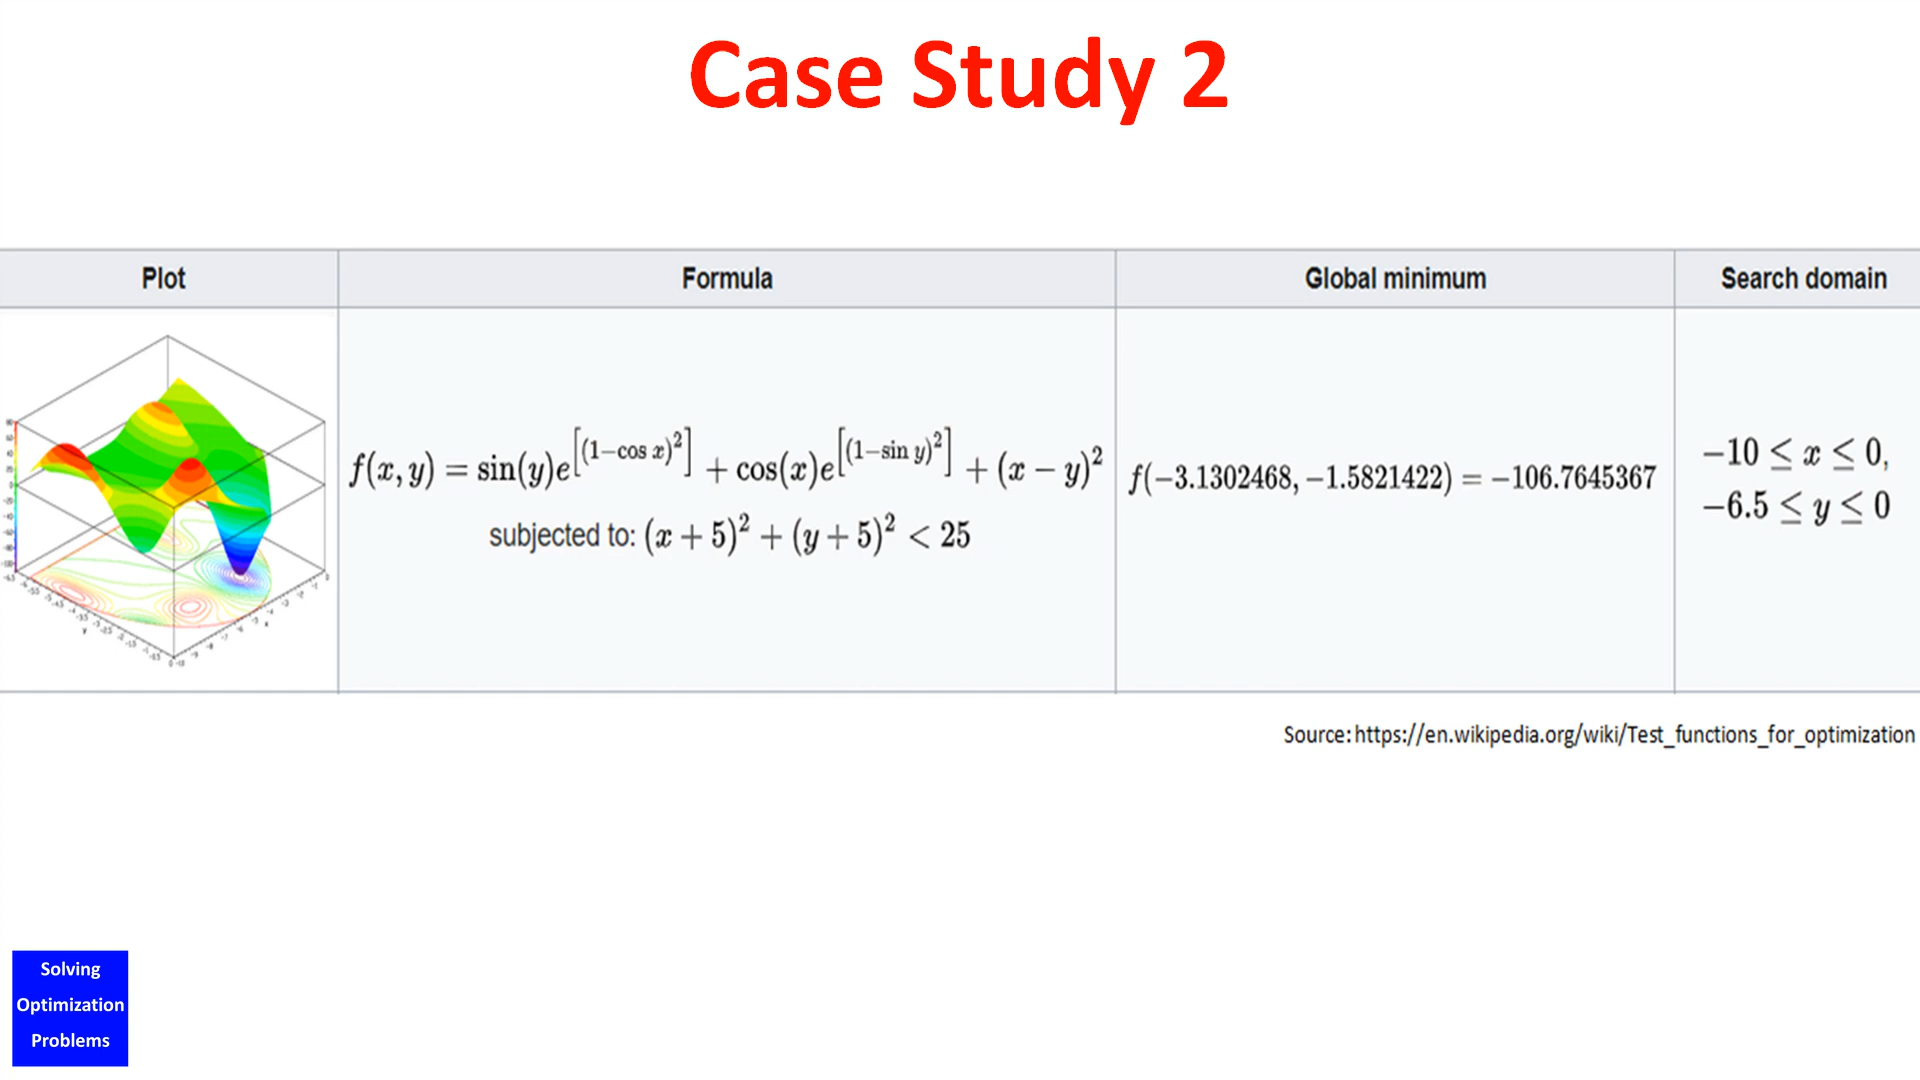 Case Study 2
Plot Formula Global minimum Search domain
f(x, y) = sin(y)e^[(1−cos x)²] + cos(x)e^[(1−sin y)²] + (x − y)²
subjected to: (x + 5)² + (y + 5)² < 25
f(−3.1302468, −1.5821422) = −106.7645367
−10 ≤ x ≤ 0,
−6.5 ≤ y ≤ 0
Source: https://en.wikipedia.org/wiki/Test_functions_for_optimization
Solving
Optimization
Problems